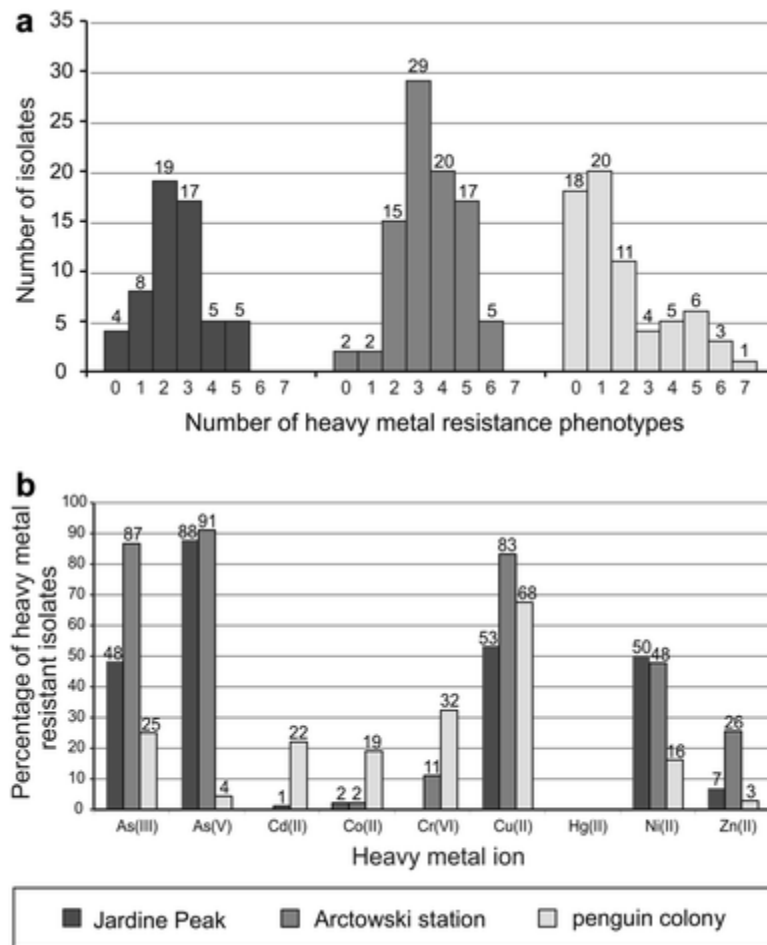 a
Number of isolates
35
30
25
20
15
10
5
0
4 8 19 17 5 5
2 2 15 29 20 17 5
18 20 11 4 5 6 3 1
0 1 2 3 4 5 6 7 0 1 2 3 4 5 6 7 0 1 2 3 4 5 6 7
Number of heavy metal resistance phenotypes
b
Percentage of heavy metal
resistant isolates
100
90
80
70
60
50
40
30
20
10
0
48 87 25
88 91 4
1 22
2 2 19
11 32
53 83 68
50 48 16
7 26 3
As(III) As(V) Cd(II) Co(II) Cr(VI) Cu(II) Hg(II) Ni(II) Zn(II)
Heavy metal ion
Jardine Peak Arctowski station penguin colony